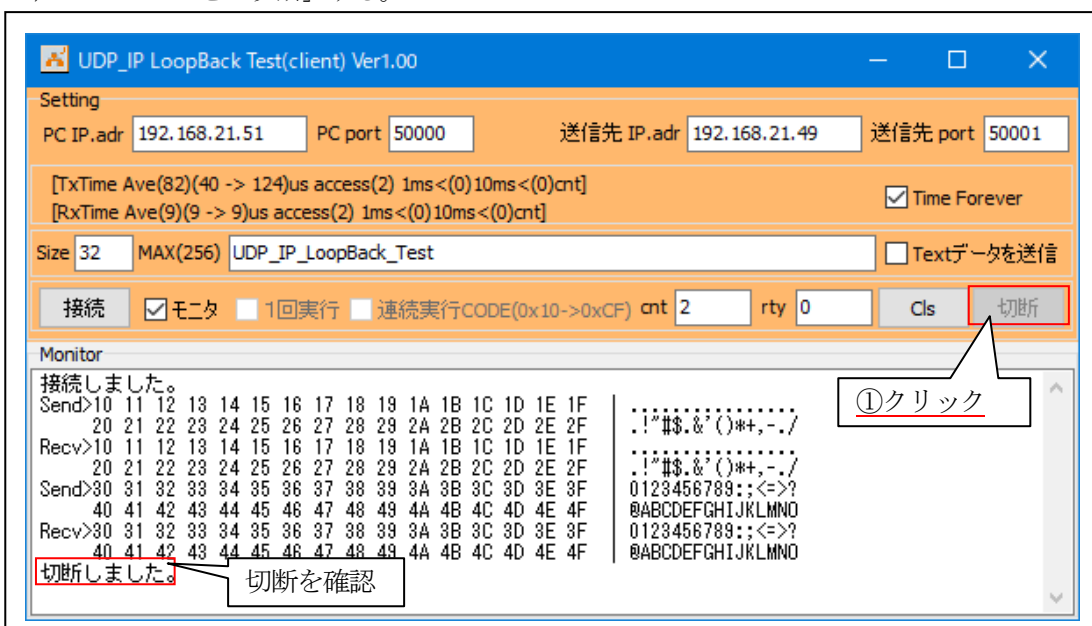 UDP_IP LoopBack Test(client) Ver1.00
Setting
PC IP.adr 192.168.21.51 PC port 50000 送信先 IP.adr 192.168.21.49 送信先 port 50001
[TxTime Ave(82)(40 -> 124)us access(2) 1ms<(0)10ms<(0)cnt]
[RxTime Ave(9)(9 -> 9)us access(2) 1ms<(0)10ms<(0)cnt]
Time Forever
Size 32 MAX(256) UDP_IP_LoopBack_Test Textデータを送信
接続 モニタ 1回実行 連続実行CODE(0x10->0xCF) cnt 2 rty 0 Cls 切断
Monitor
①クリック
接続しました。
Send>10 11 12 13 14 15 16 17 18 19 1A 1B 1C 1D 1E 1F | ................
20 21 22 23 24 25 26 27 28 29 2A 2B 2C 2D 2E 2F | .!"#$.&'()*+,-./
Recv>10 11 12 13 14 15 16 17 18 19 1A 1B 1C 1D 1E 1F | ................
20 21 22 23 24 25 26 27 28 29 2A 2B 2C 2D 2E 2F | .!"#$.&'()*+,-./
Send>30 31 32 33 34 35 36 37 38 39 3A 3B 3C 3D 3E 3F | 0123456789:;<=>?
40 41 42 43 44 45 46 47 48 49 4A 4B 4C 4D 4E 4F | @ABCDEFGHIJKLMNO
Recv>30 31 32 33 34 35 36 37 38 39 3A 3B 3C 3D 3E 3F | 0123456789:;<=>?
40 41 42 43 44 45 46 47 48 49 4A 4B 4C 4D 4E 4F | @ABCDEFGHIJKLMNO
切断しました。
切断を確認